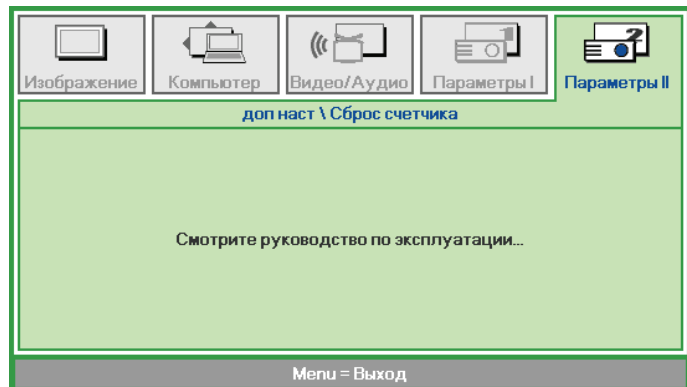 Изображение Компьютер Видео/Аудио Параметры I Параметры II
доп наст \ Сброс счетчика
Смотрите руководство по эксплуатации...
Menu = Выход